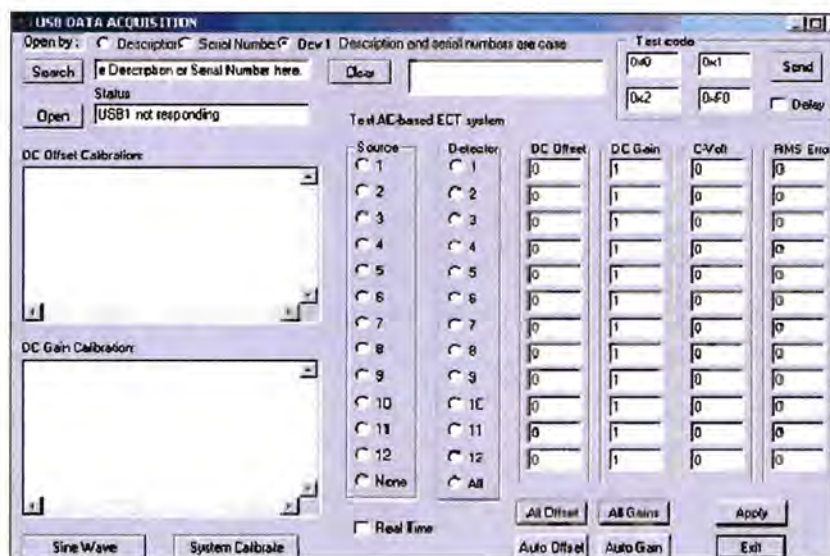 USB DATA ACQUISITION
Open by : Description Serial Numbe Dev 1 Description and serial numbers are case
Search e Description or Serial Number here. Clear
Status
Open USB1 not responding
Test code
0x0 0x1 Send
0x2 0xF0 Delay
Test AC-based ECT system
DC Offset Calibration:
DC Gain Calibration:
Source Detector DC Offset DC Gain C-Volt RMS Erro
1 1 0 1 0 0
2 2 0 1 0 0
3 3 0 1 0 0
4 4 0 1 0 0
5 5 0 1 0 0
6 6 0 1 0 0
7 7 0 1 0 0
8 8 0 1 0 0
9 9 0 1 0 0
10 10 0 1 0 0
11 11 0 1 0 0
12 12 0 1 0 0
None All
Real Time
All Offset All Gains Apply
Sine Wave System Calibrate Auto Offset Auto Gain Exit